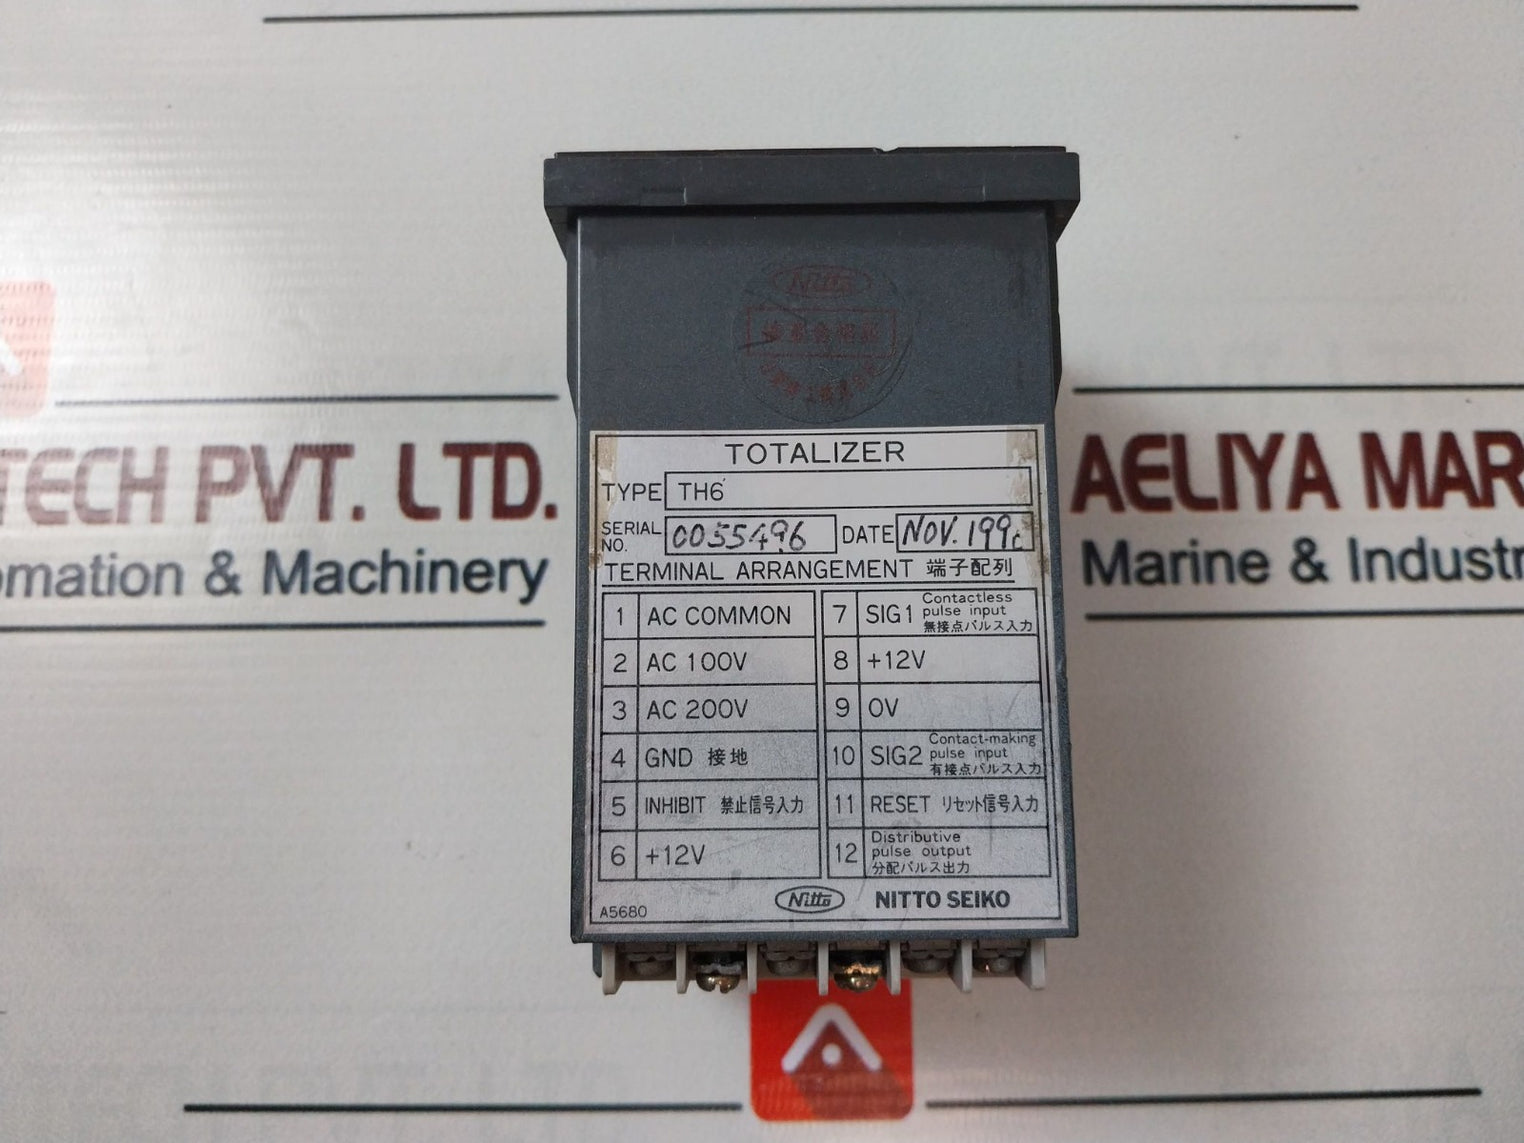 Nitto
TOTALIZER
TYPE TH6
SERIAL NO. 0055496 DATE NOV. 199
TERMINAL ARRANGEMENT 端子配列
1 AC COMMON
2 AC 100V
3 AC 200V
4 GND 接地
5 INHIBIT 禁止信号入力
6 +12V
7 SIG1 Contactless
pulse input
無接点パルス入力
8 +12V
9 0V
10 SIG2 Contact-making
pulse input
有接点パルス入力
11 RESET リセット信号入力
12 Distributive
pulse output
分配パルス出力
A5680 Nitto NITTO SEIKO
TECH PVT. LTD.
omation & Machinery
AELIYA MAR
Marine & Industr